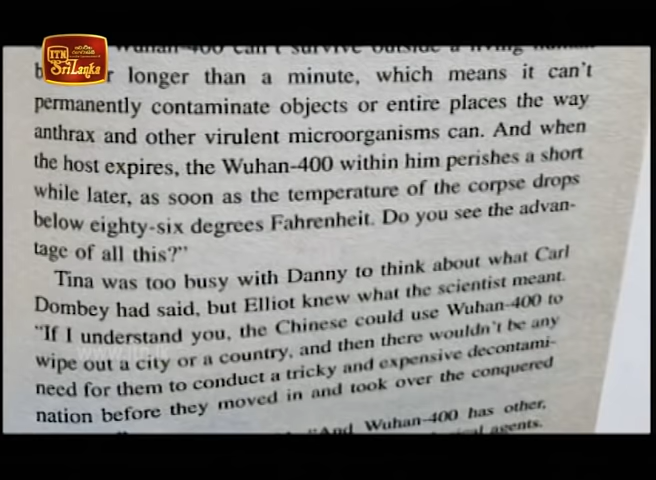 ITN
SriLanka
Wuhan-400 can't survive outside a living human
longer than a minute, which means it can't
permanently contaminate objects or entire places the way
anthrax and other virulent microorganisms can. And when
the host expires, the Wuhan-400 within him perishes a short
while later, as soon as the temperature of the corpse drops
below eighty-six degrees Fahrenheit. Do you see the advan-
tage of all this?"
Tina was too busy with Danny to think about what Carl
Dombey had said, but Elliot knew what the scientist meant.
"If I understand you, the Chinese could use Wuhan-400 to
wipe out a city or a country, and then there wouldn't be any
need for them to conduct a tricky and expensive decontami-
nation before they moved in and took over the conquered
"And Wuhan-400 has other,
agents.